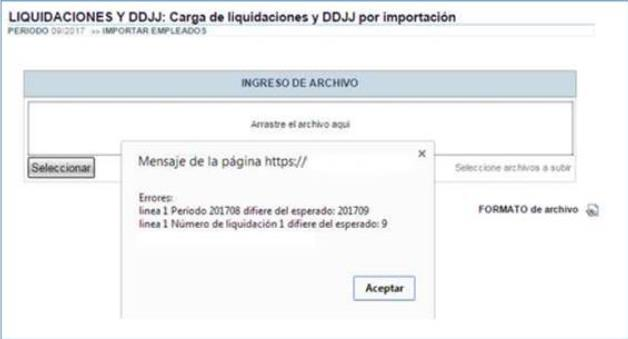 LIQUIDACIONES Y DDJJ: Carga de liquidaciones y DDJJ por importación
PERIODO 09/2017 >> IMPORTAR EMPLEADOS
INGRESO DE ARCHIVO
Arrastre el archivo aqui
Seleccionar
Seleccione archivos a subir
Mensaje de la página https://
×
Errores:
linea 1 Periodo 201708 difiere del esperado: 201709
linea 1 Número de liquidación 1 difiere del esperado: 9
FORMATO de archivo
Aceptar